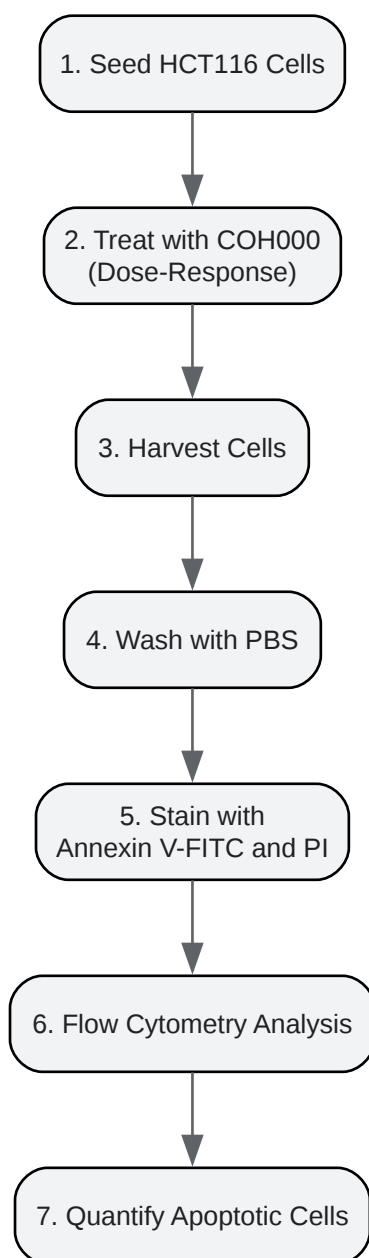 1. Seed HCT116 Cells
2. Treat with COH000
(Dose-Response)
3. Harvest Cells
4. Wash with PBS
5. Stain with
Annexin V-FITC and PI
6. Flow Cytometry Analysis
7. Quantify Apoptotic Cells